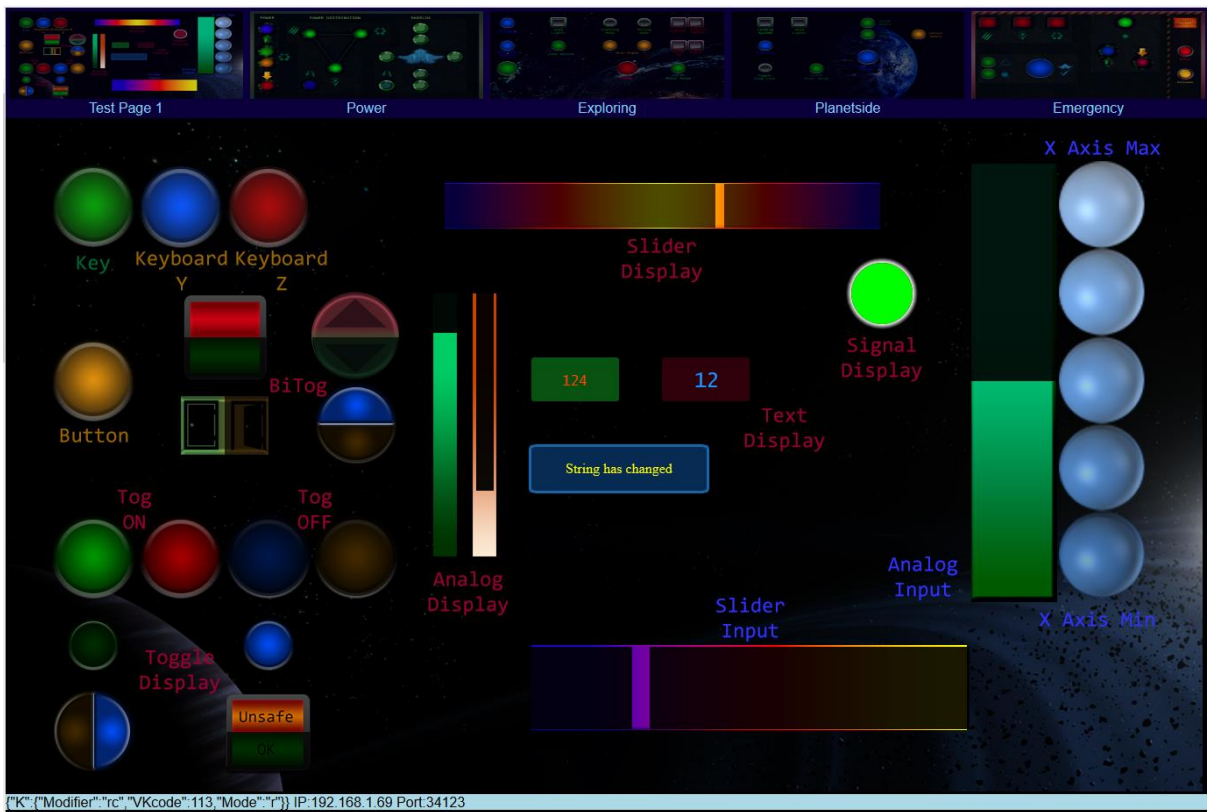 Test Page 1
Power
Exploring
Planetside
Emergency
X Axis Max
Key
Keyboard
Y
Keyboard
Z
Slider
Display
Signal
Display
BiTog
Button
124
12
Text
Display
String has changed
Tog
ON
Tog
OFF
Analog
Display
Analog
Input
Slider
Input
X Axis Min
Toggle
Display
Unsafe
OK
{"K":{"Modifier":"rc","VKcode":113,"Mode":"r"}} IP:192.168.1.69 Port:34123